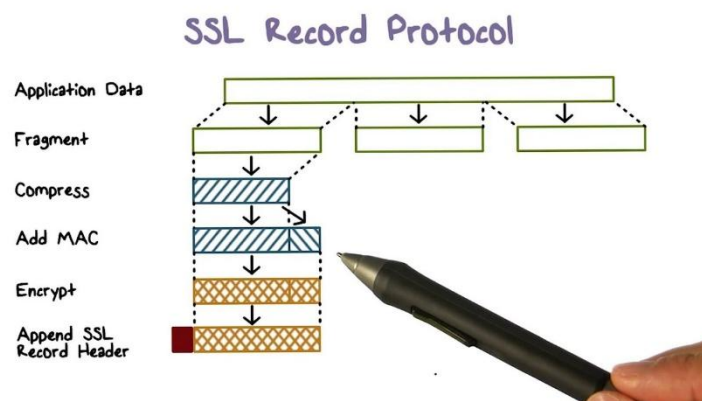 SSL Record Protocol
Application Data
Fragment
Compress
Add MAC
Encrypt
Append SSL
Record Header